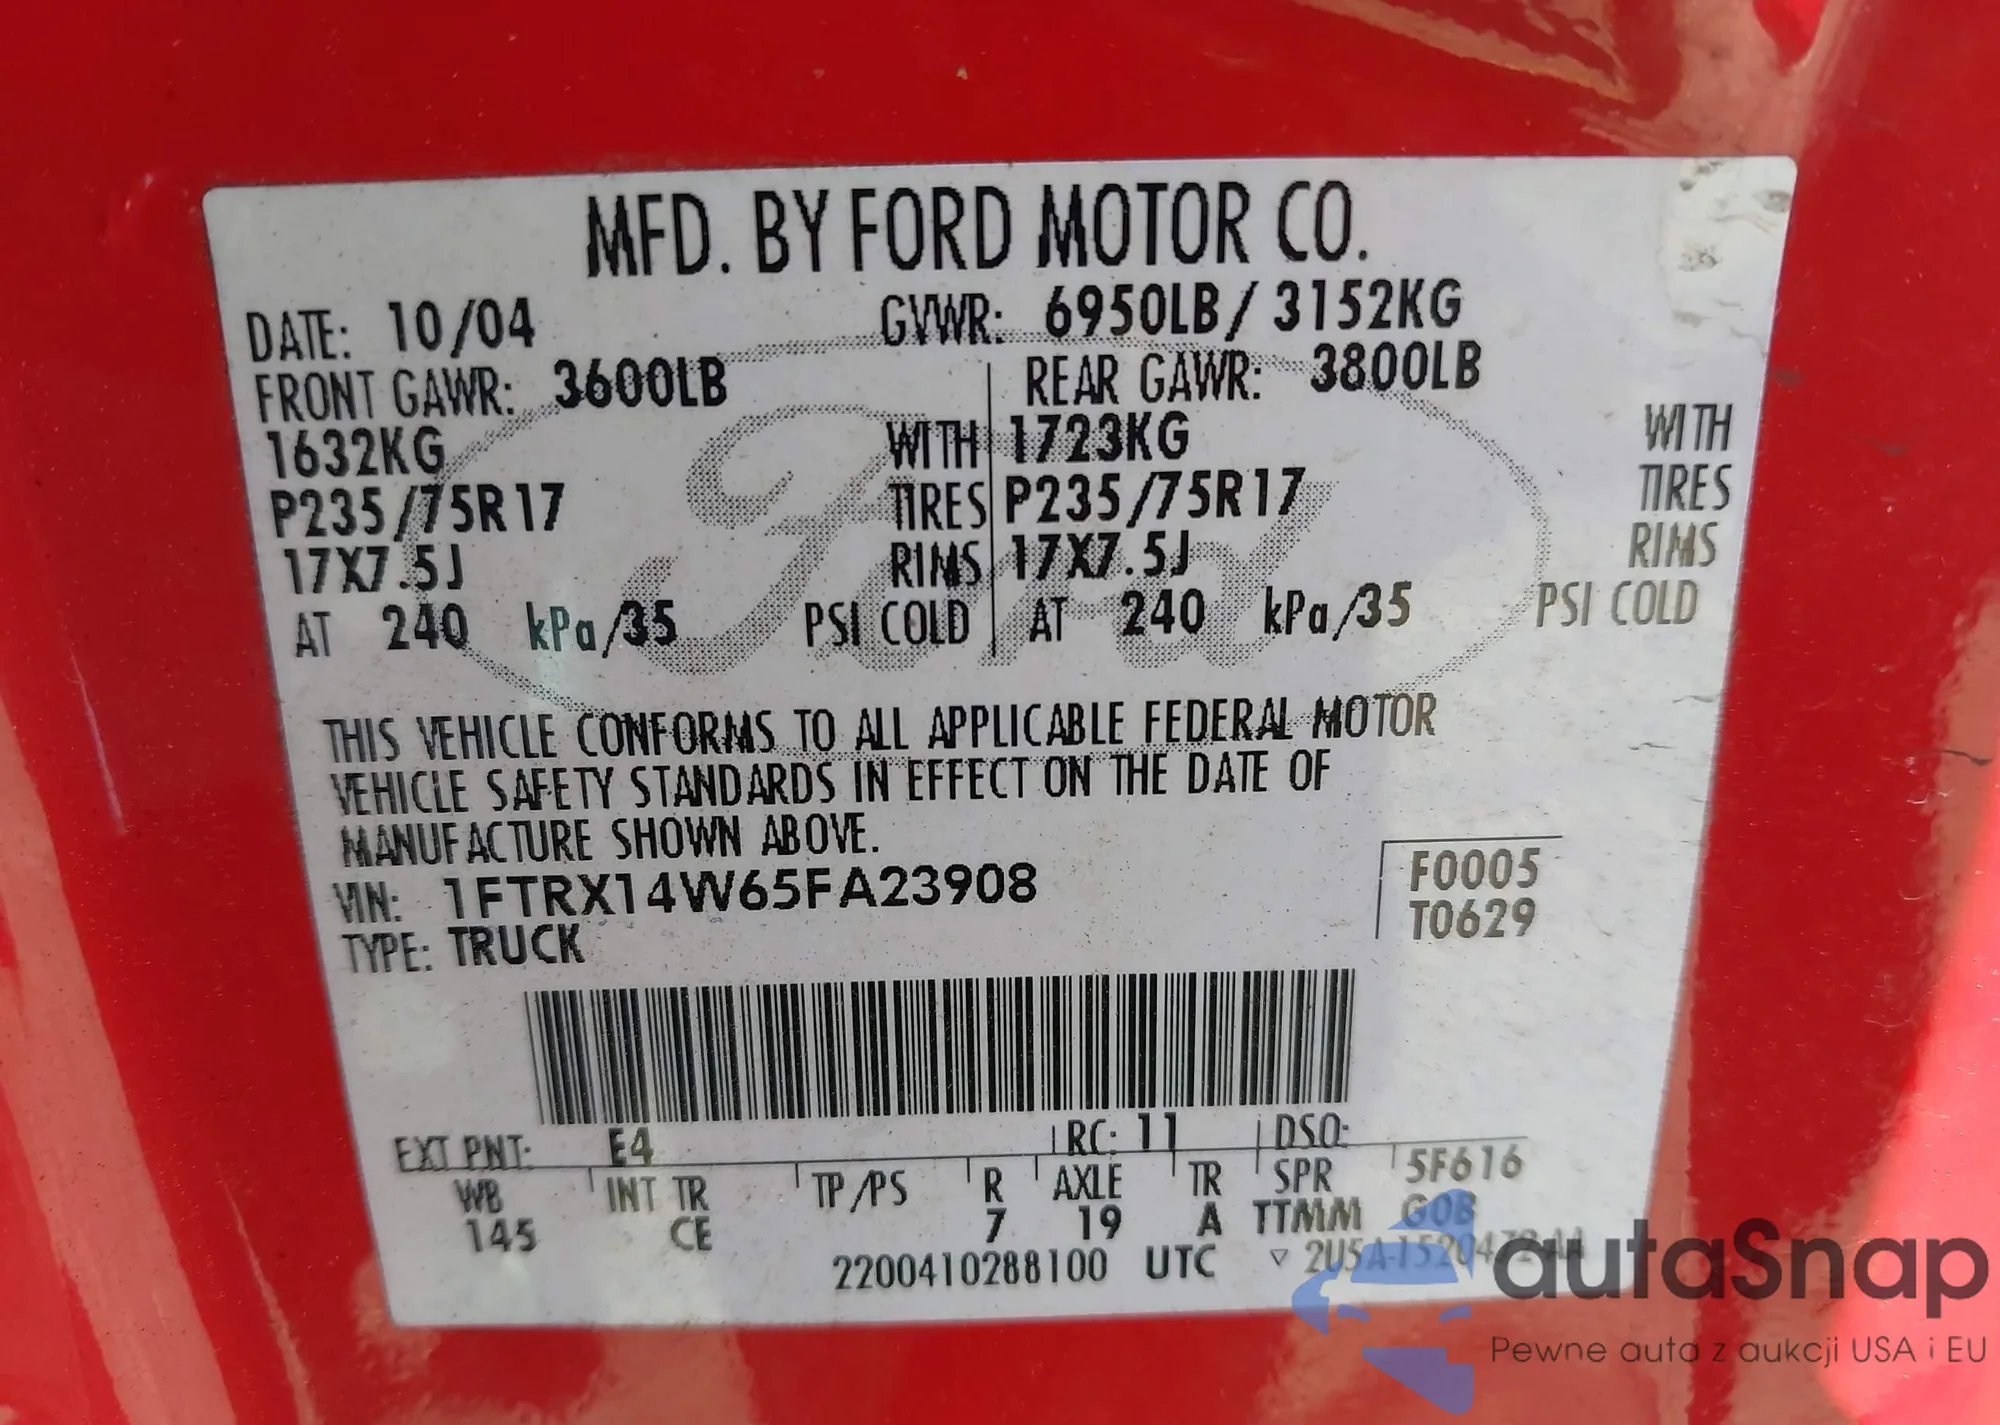 MFD. BY FORD MOTOR CO.
DATE: 10/04 GVWR: 6950LB / 3152KG
FRONT GAWR: 3600LB REAR GAWR: 3800LB
1632KG WITH 1723KG WITH
P235/75R17 TIRES P235/75R17 TIRES
17X7.5J RIMS 17X7.5J RIMS
AT 240 kPa/35 PSI COLD AT 240 kPa/35 PSI COLD
THIS VEHICLE CONFORMS TO ALL APPLICABLE FEDERAL MOTOR
VEHICLE SAFETY STANDARDS IN EFFECT ON THE DATE OF
MANUFACTURE SHOWN ABOVE.
VIN: 1FTRX14W65FA23908 F0005
TYPE: TRUCK T0629
EXT PNT: E4 RC: 11 DSO:
WB INT TR TP/PS R AXLE TR SPR 5F616
145 CE 7 19 A TTMM G0B
2200410288100 UTC
Ford
autaSnap
Pewne auta z aukcji USA i EU